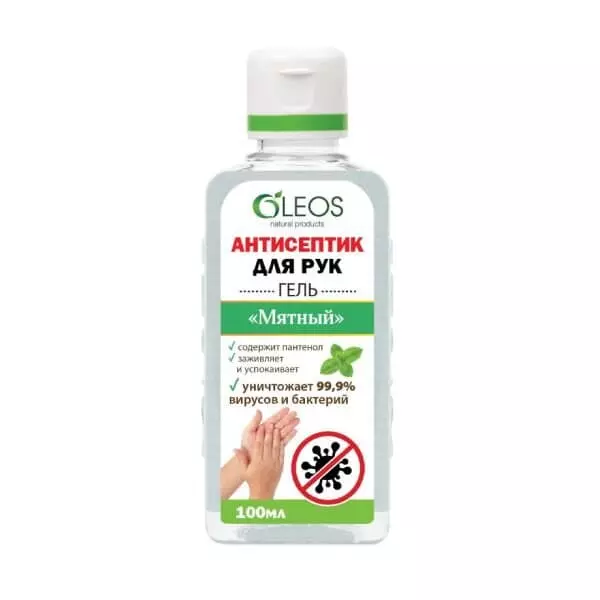 OLEOS
natural products
АНТИСЕПТИК
ДЛЯ РУК
ГЕЛЬ
«Мятный»
✓ содержит пантенол
✓ заживляет
и успокаивает
✓ уничтожает 99,9%
вирусов и бактерий
100мл